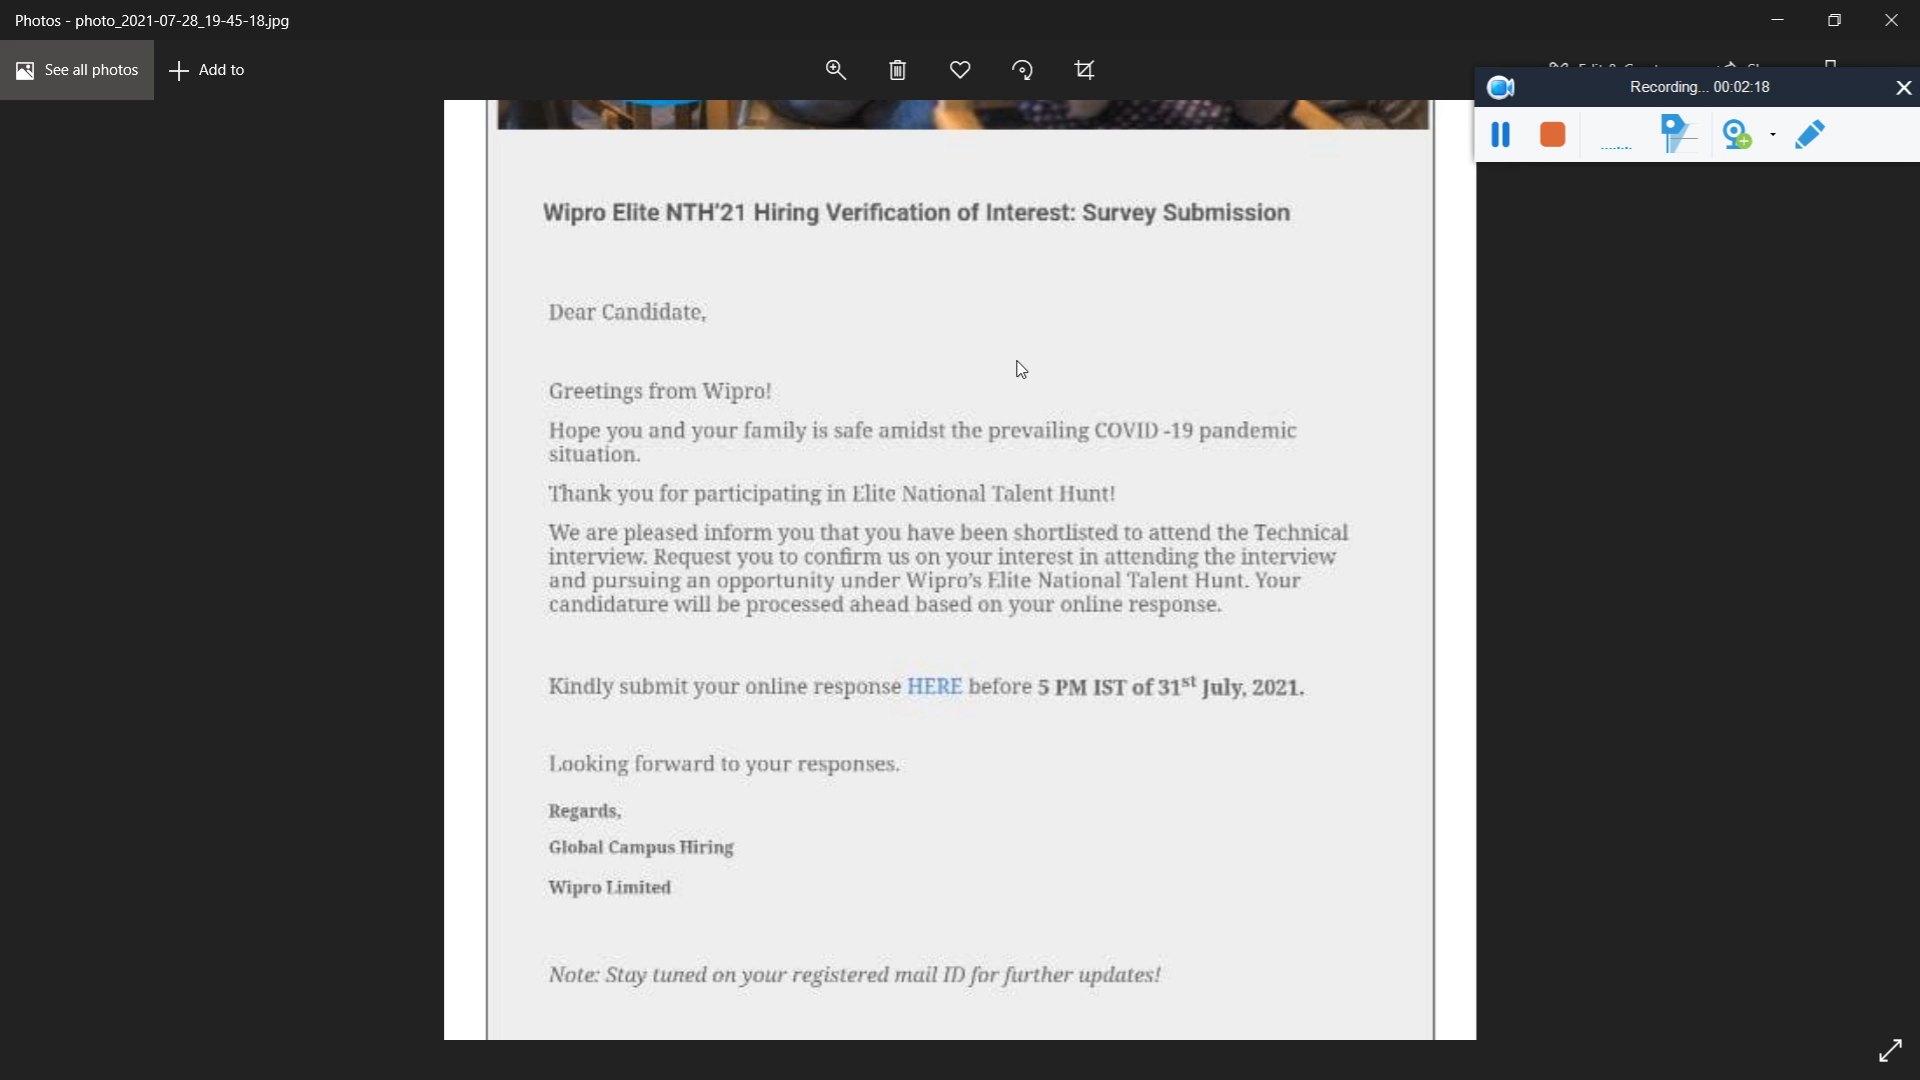 Photos - photo_2021-07-28_19-45-18.jpg
See all photos
Add to
Recording... 00:02:18
Wipro Elite NTH'21 Hiring Verification of Interest: Survey Submission
Dear Candidate,
Greetings from Wipro!
Hope you and your family is safe amidst the prevailing COVID -19 pandemic
situation.
Thank you for participating in Elite National Talent Hunt!
We are pleased inform you that you have been shortlisted to attend the Technical
interview. Request you to confirm us on your interest in attending the interview
and pursuing an opportunity under Wipro's Elite National Talent Hunt. Your
candidature will be processed ahead based on your online response.
Kindly submit your online response HERE before 5 PM IST of 31st July, 2021.
Looking forward to your responses.
Regards,
Global Campus Hiring
Wipro Limited
Note: Stay tuned on your registered mail ID for further updates!